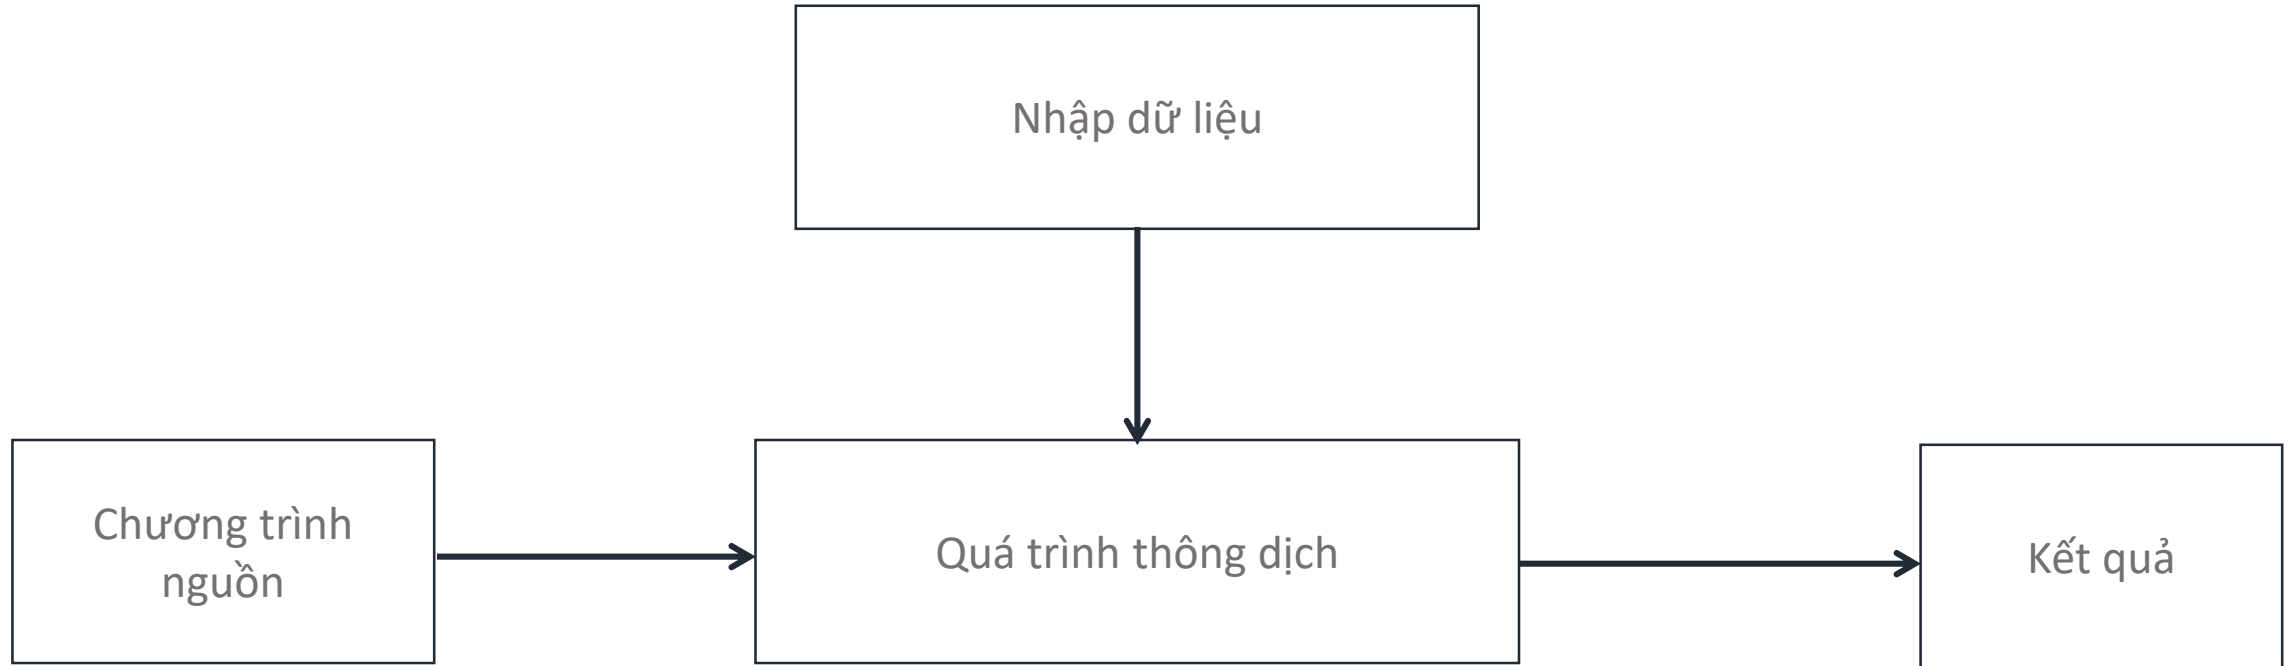 Nhập dữ liệu
Chương trình
nguồn
Quá trình thông dịch
Kết quả